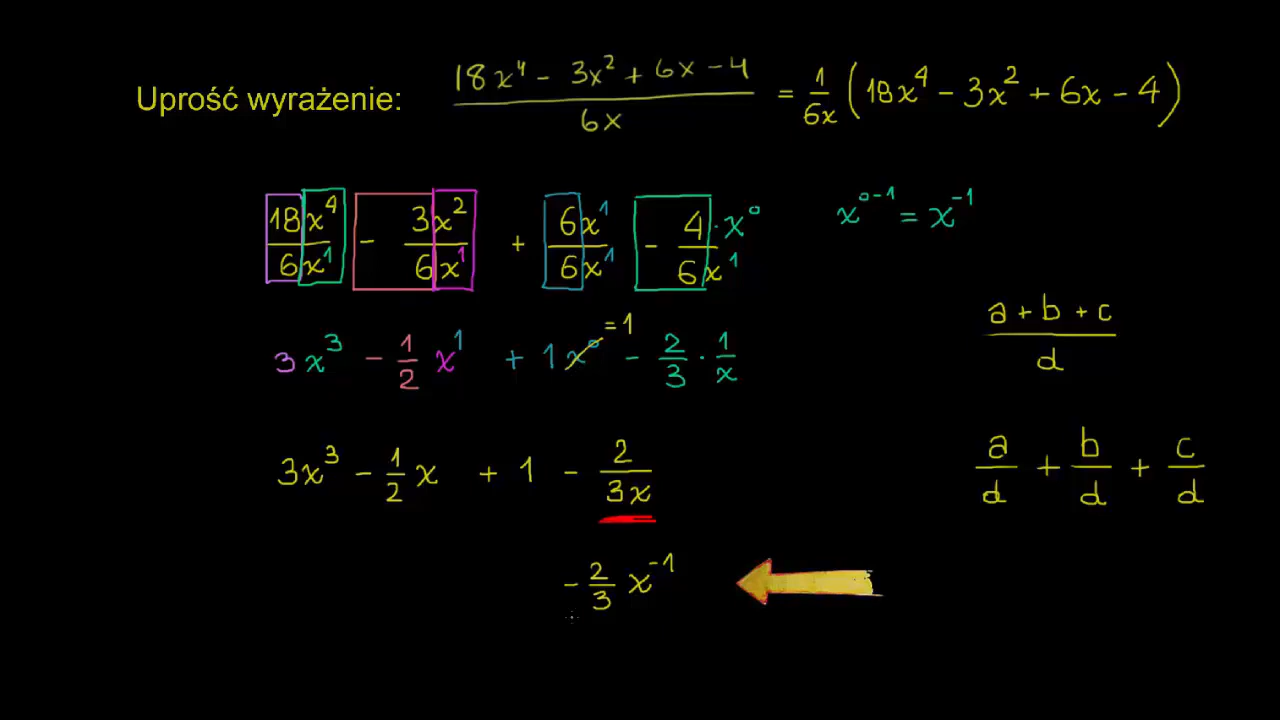 Uprość wyrażenie: (18x⁴ - 3x² + 6x - 4)/(6x) = 1/(6x) (18x⁴ - 3x² + 6x - 4)
18x⁴/6x¹ - 3x²/6x¹ + 6x¹/6x¹ - 4·x⁰/6x¹
x⁰⁻¹ = x⁻¹
(a + b + c)/d
= 1
3x³ - 1/2 x¹ + 1x⁰ - 2/3 · 1/x
3x³ - 1/2 x + 1 - 2/(3x)
a/d + b/d + c/d
- 2/3 x⁻¹